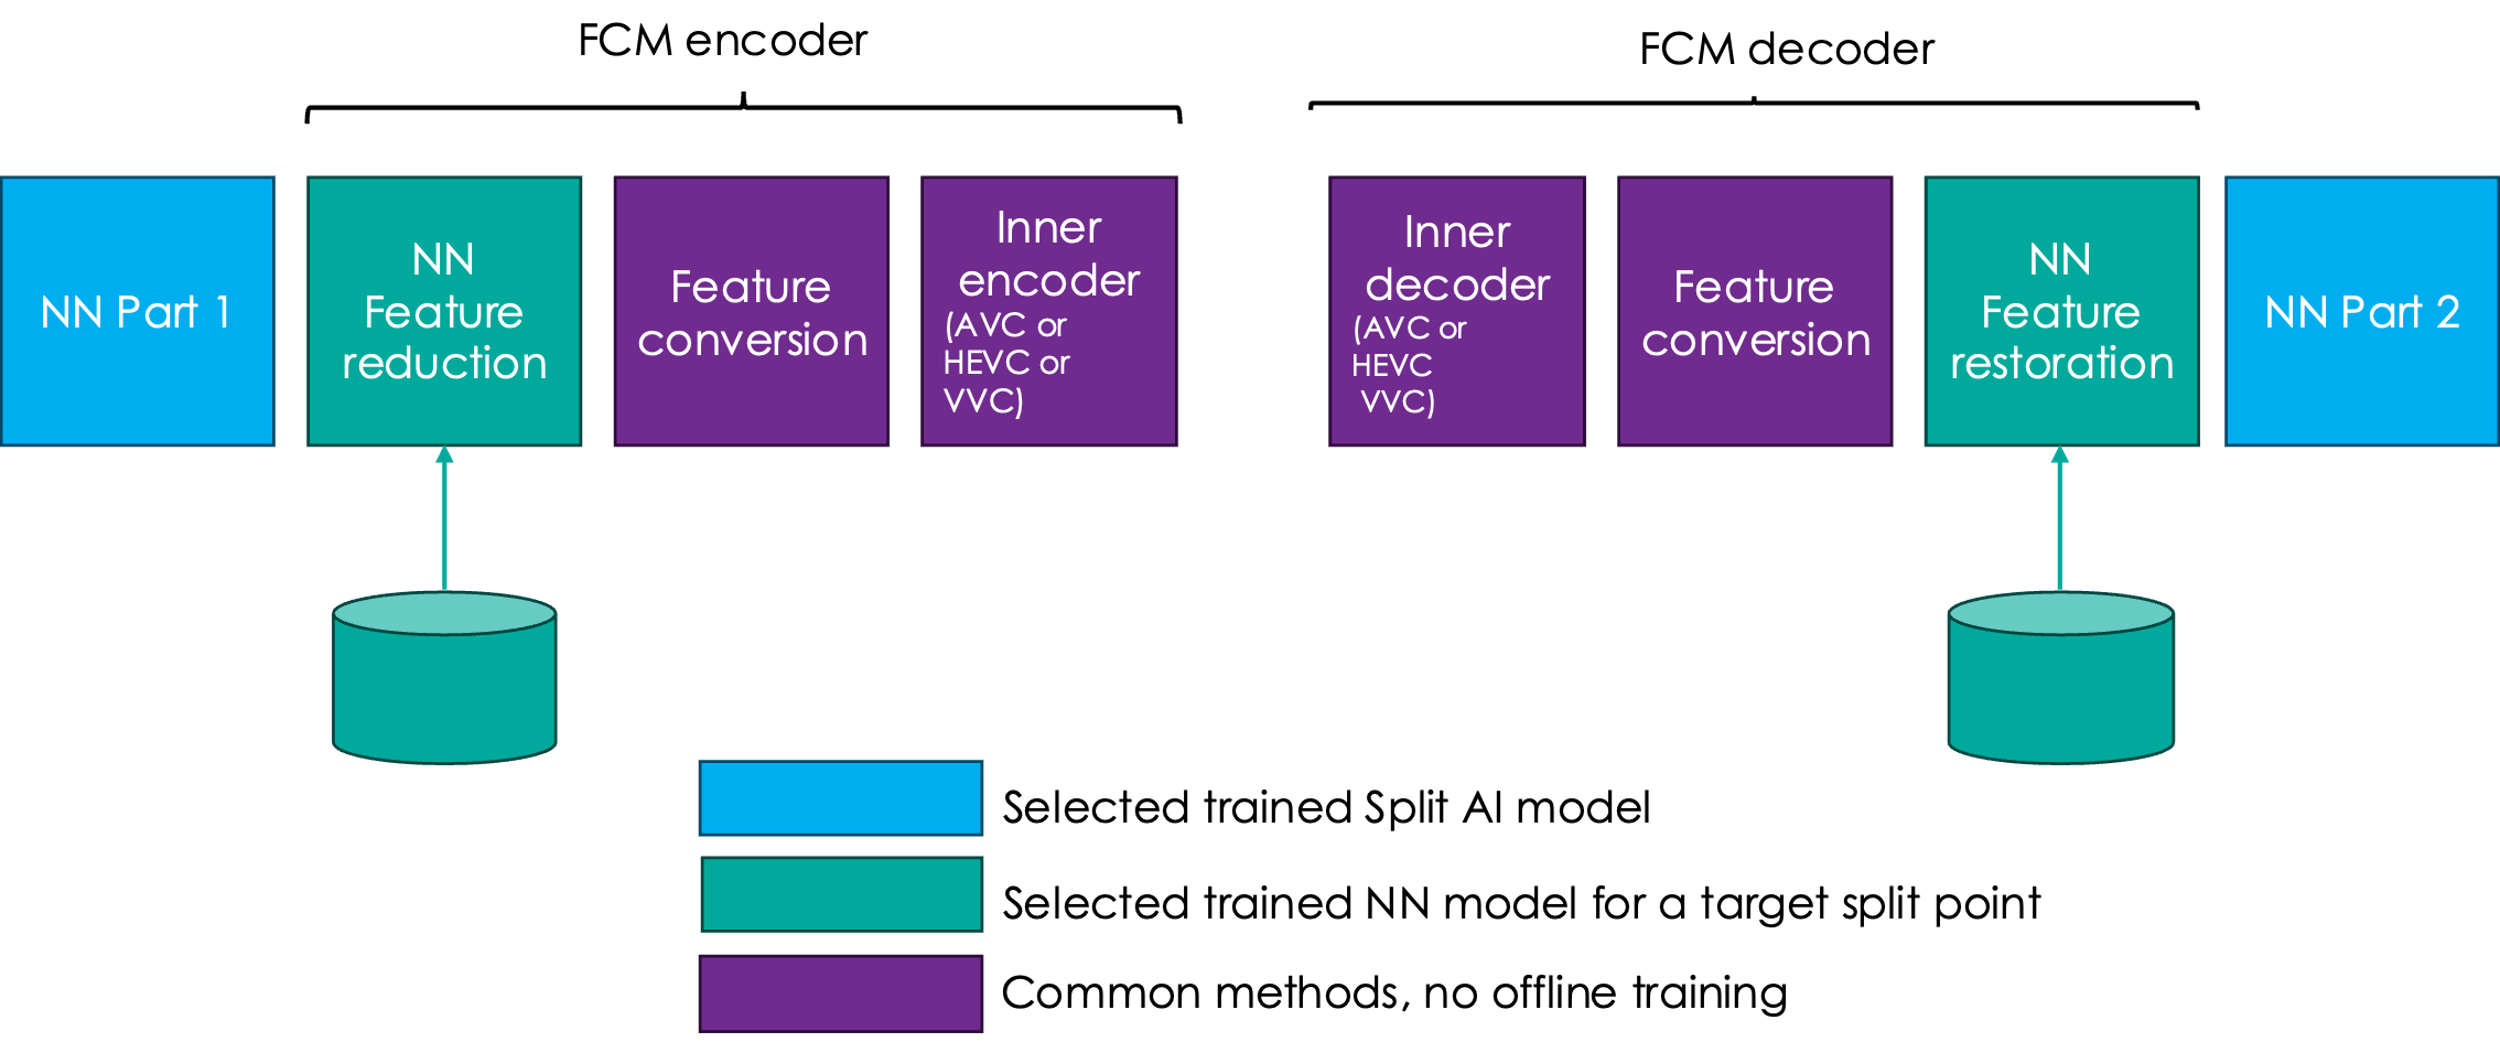 FCM encoder
FCM decoder
NN Part 1
NN
Feature
reduction
Feature
conversion
Inner
encoder
(AVC or
HEVC or
VVC)
Inner
decoder
(AVC or
HEVC
VVC)
Feature
conversion
NN
Feature
restoration
NN Part 2
Selected trained Split AI model
Selected trained NN model for a target split point
Common methods, no offline training